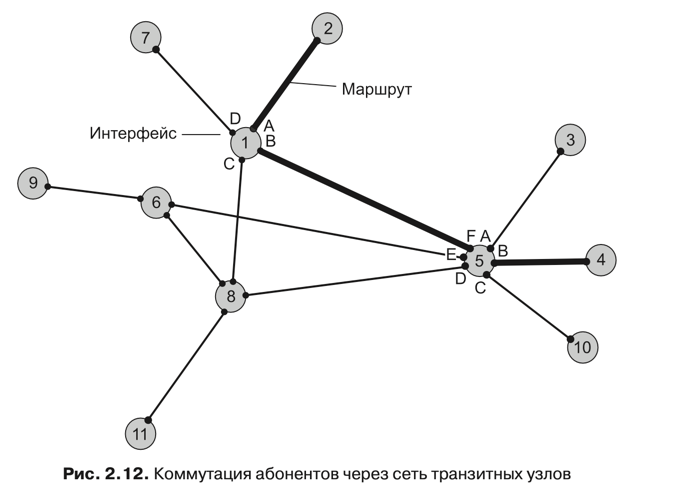 7
2
Маршрут
D
A
Интерфейс
1
B
C
3
9
6
F A
E
5
B
4
D
C
8
10
11
Рис. 2.12. Коммутация абонентов через сеть транзитных узлов